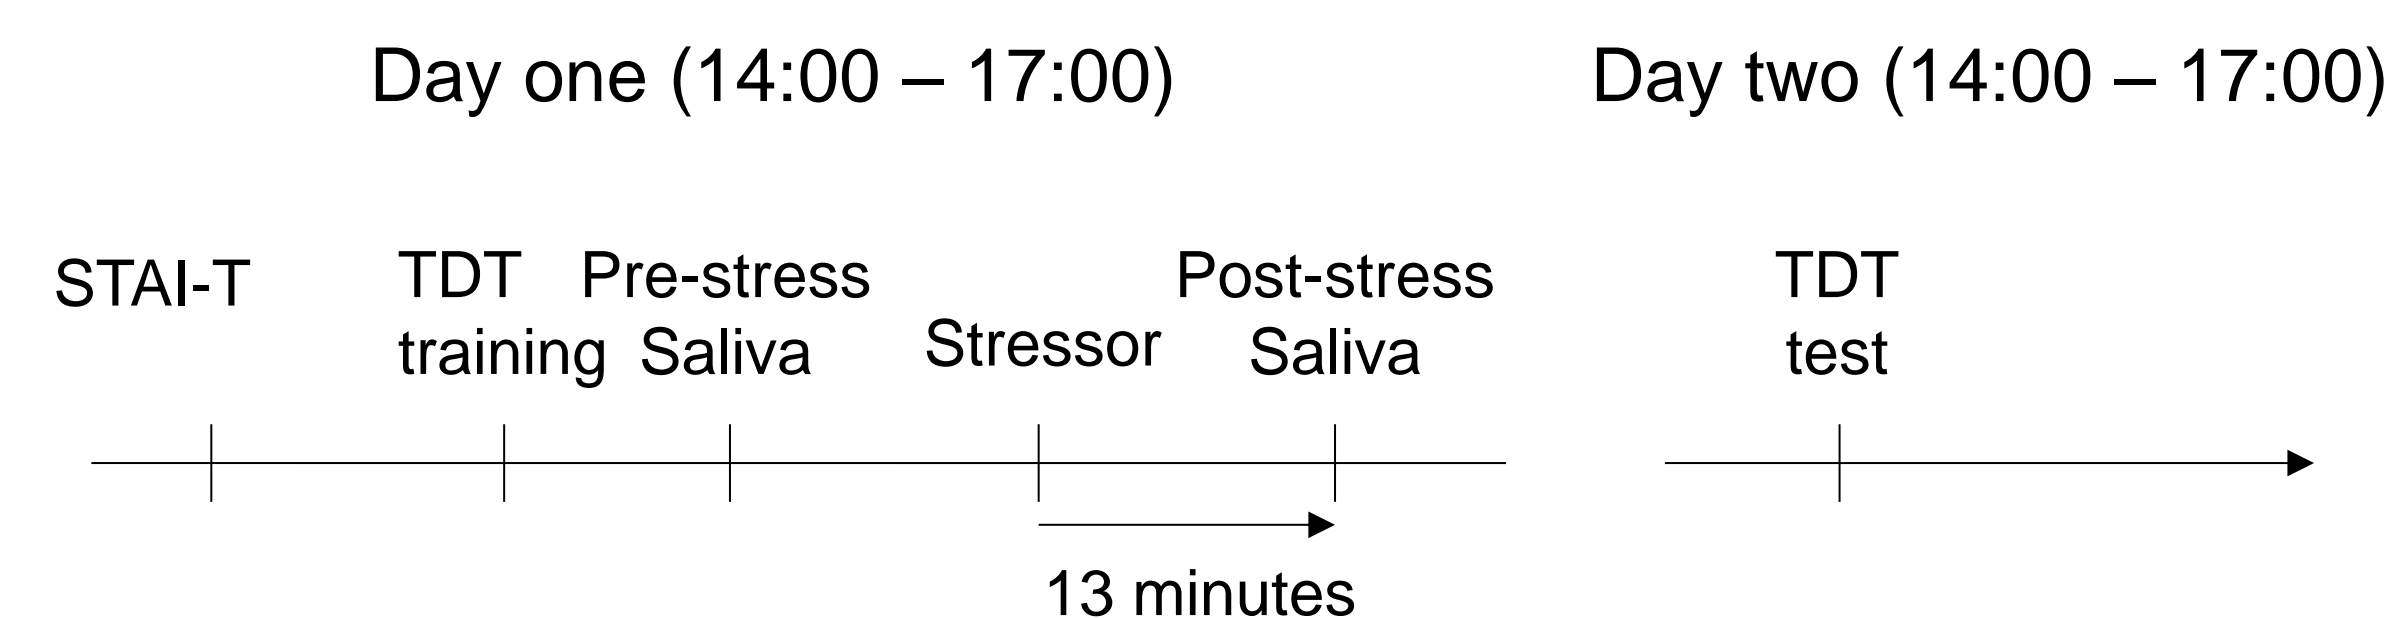 Day one (14:00 – 17:00)
Day two (14:00 – 17:00)
STAI-T
TDT
training
Pre-stress
Saliva
Stressor
Post-stress
Saliva
TDT
test
13 minutes